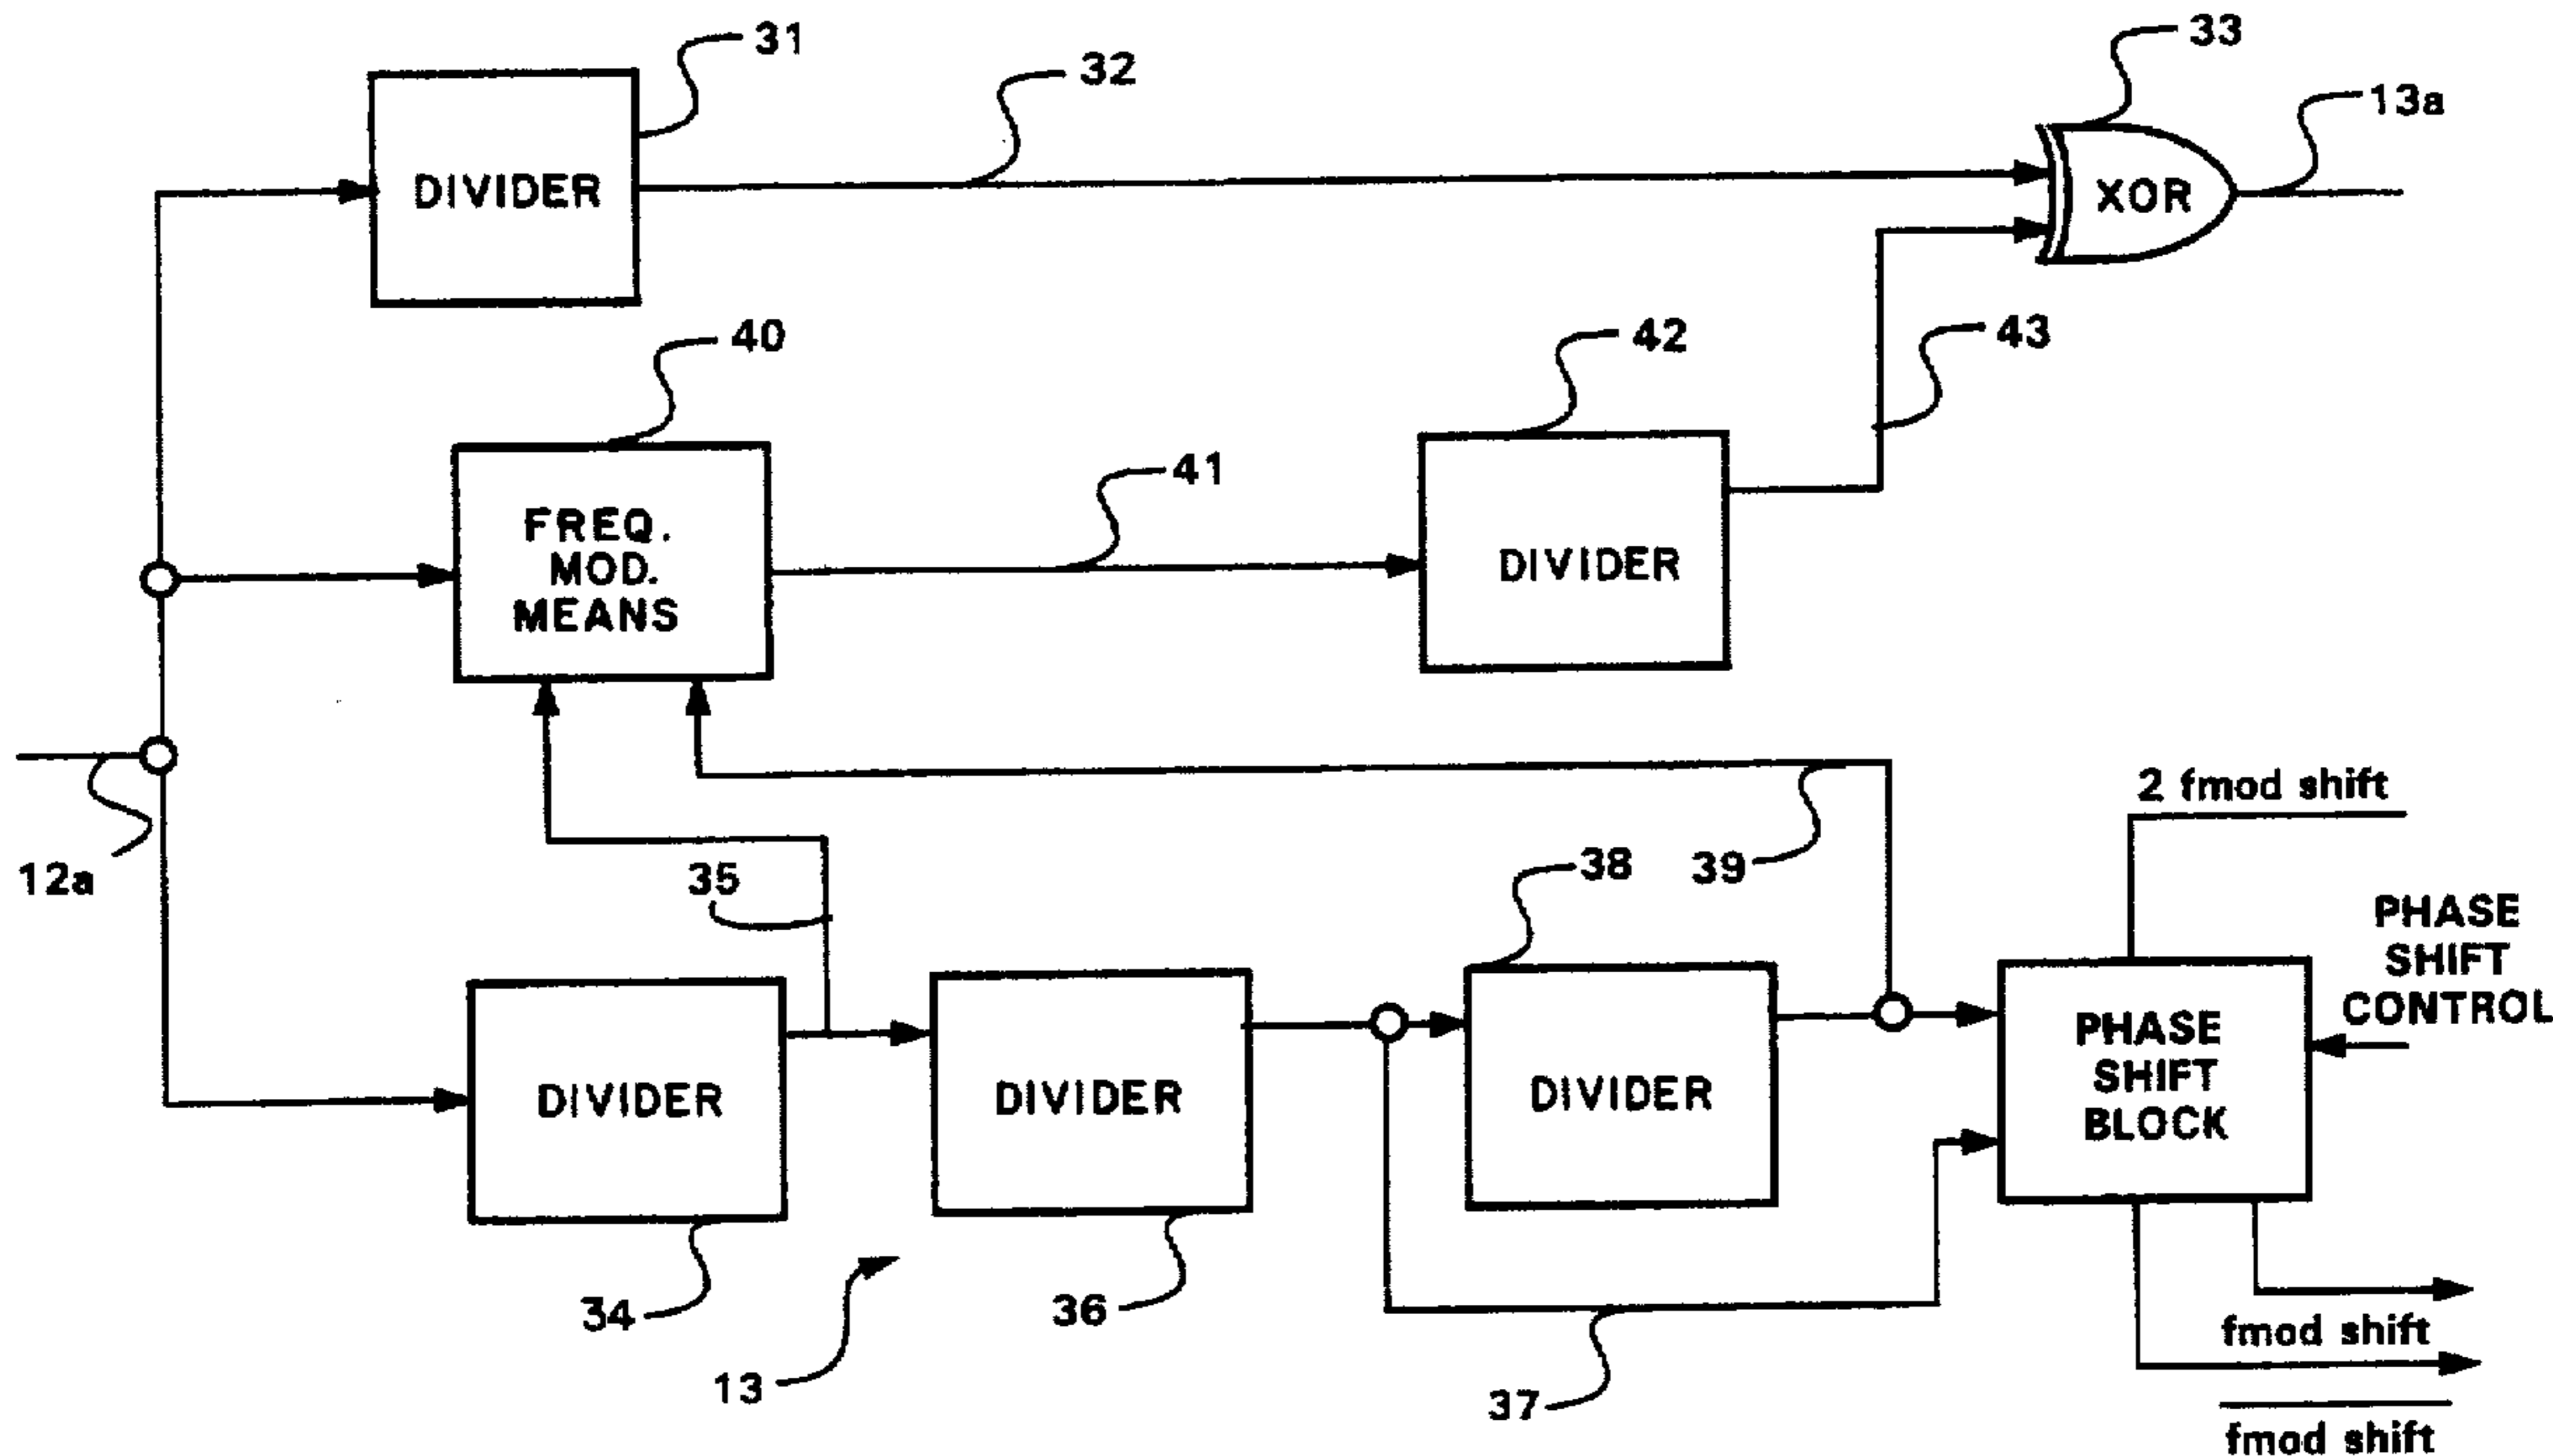 31
32
33
13a
DIVIDER
XOR
40
42
43
41
FREQ.
MOD.
MEANS
DIVIDER
12a
35
38
39
2 fmod shift
PHASE
SHIFT
CONTROL
DIVIDER
DIVIDER
DIVIDER
PHASE
SHIFT
BLOCK
34
36
13
37
fmod shift
fmod shift